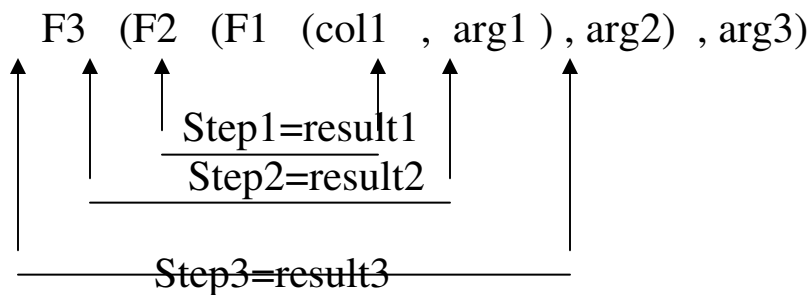 F3 (F2 (F1 (col1 , arg1 ) , arg2) , arg3)
Step1=result1
Step2=result2
Step3=result3